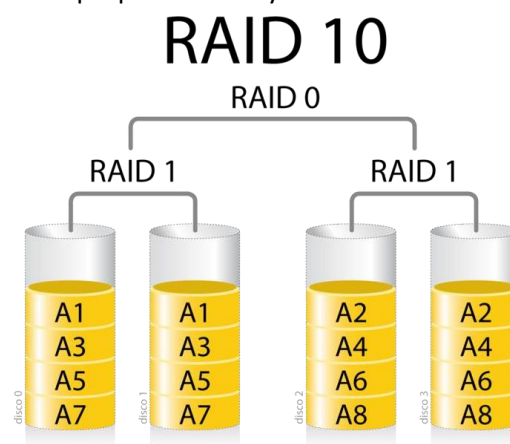 RAID 10
RAID 0
RAID 1 RAID 1
A1 A1 A2 A2
A3 A3 A4 A4
A5 A5 A6 A6
A7 A7 A8 A8
disco 0 disco 1 disco 2 disco 3